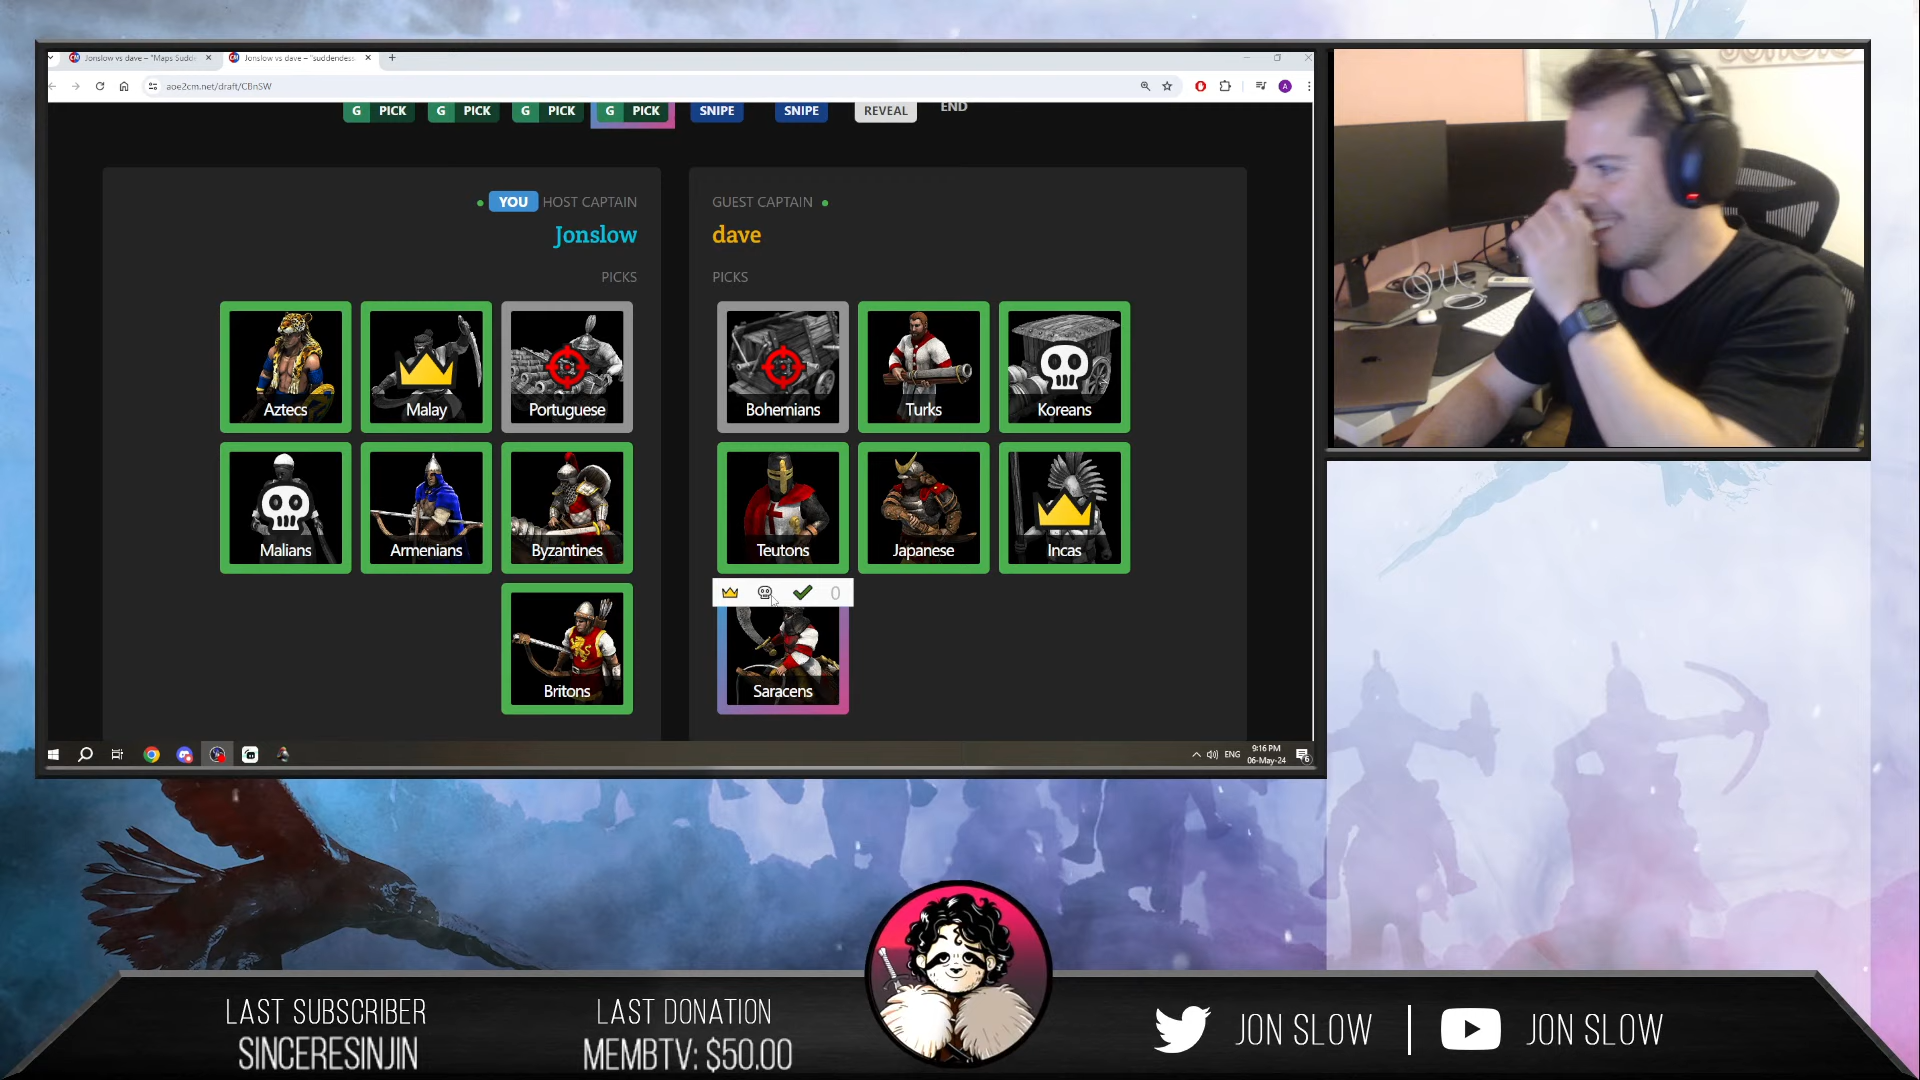 Jonslow vs dave – "Maps Sudd
Jonslow vs dave – "suddendess
aoe2cm.net/draft/CBnSW
G PICK G PICK G PICK G PICK SNIPE SNIPE REVEAL END
YOU HOST CAPTAIN
Jonslow
PICKS
Aztecs Malay Portuguese
Malians Armenians Byzantines
Britons
GUEST CAPTAIN
dave
PICKS
Bohemians Turks Koreans
Teutons Japanese Incas
0
Saracens
ENG
9:16 PM
06-May-24
LAST SUBSCRIBER
SINCERESINJIN
LAST DONATION
MEMBTV: $50.00
JON SLOW
JON SLOW